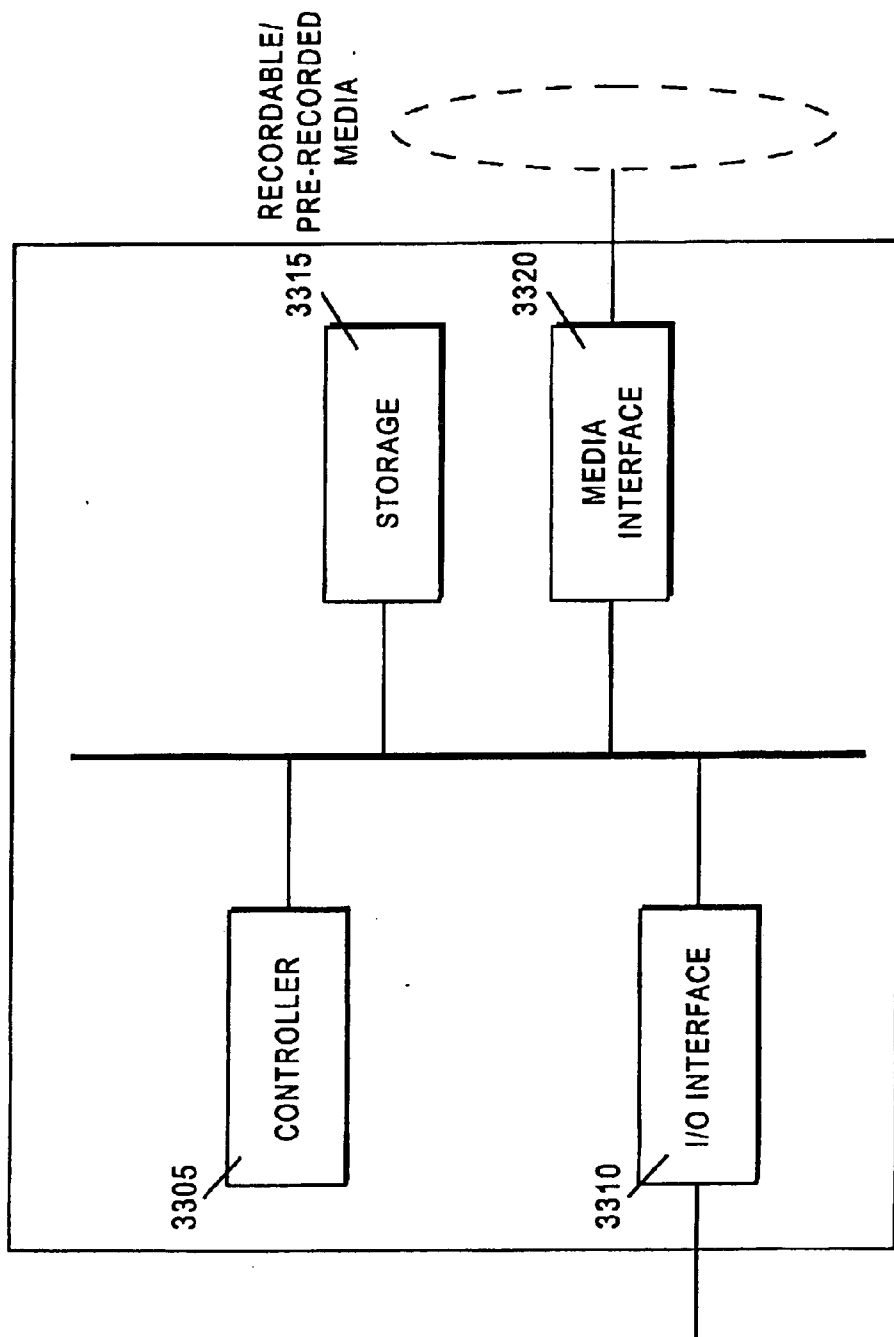 RECORDABLE/
PRE-RECORDED
MEDIA
3305
CONTROLLER
3315
STORAGE
3310
I/O INTERFACE
3320
MEDIA
INTERFACE